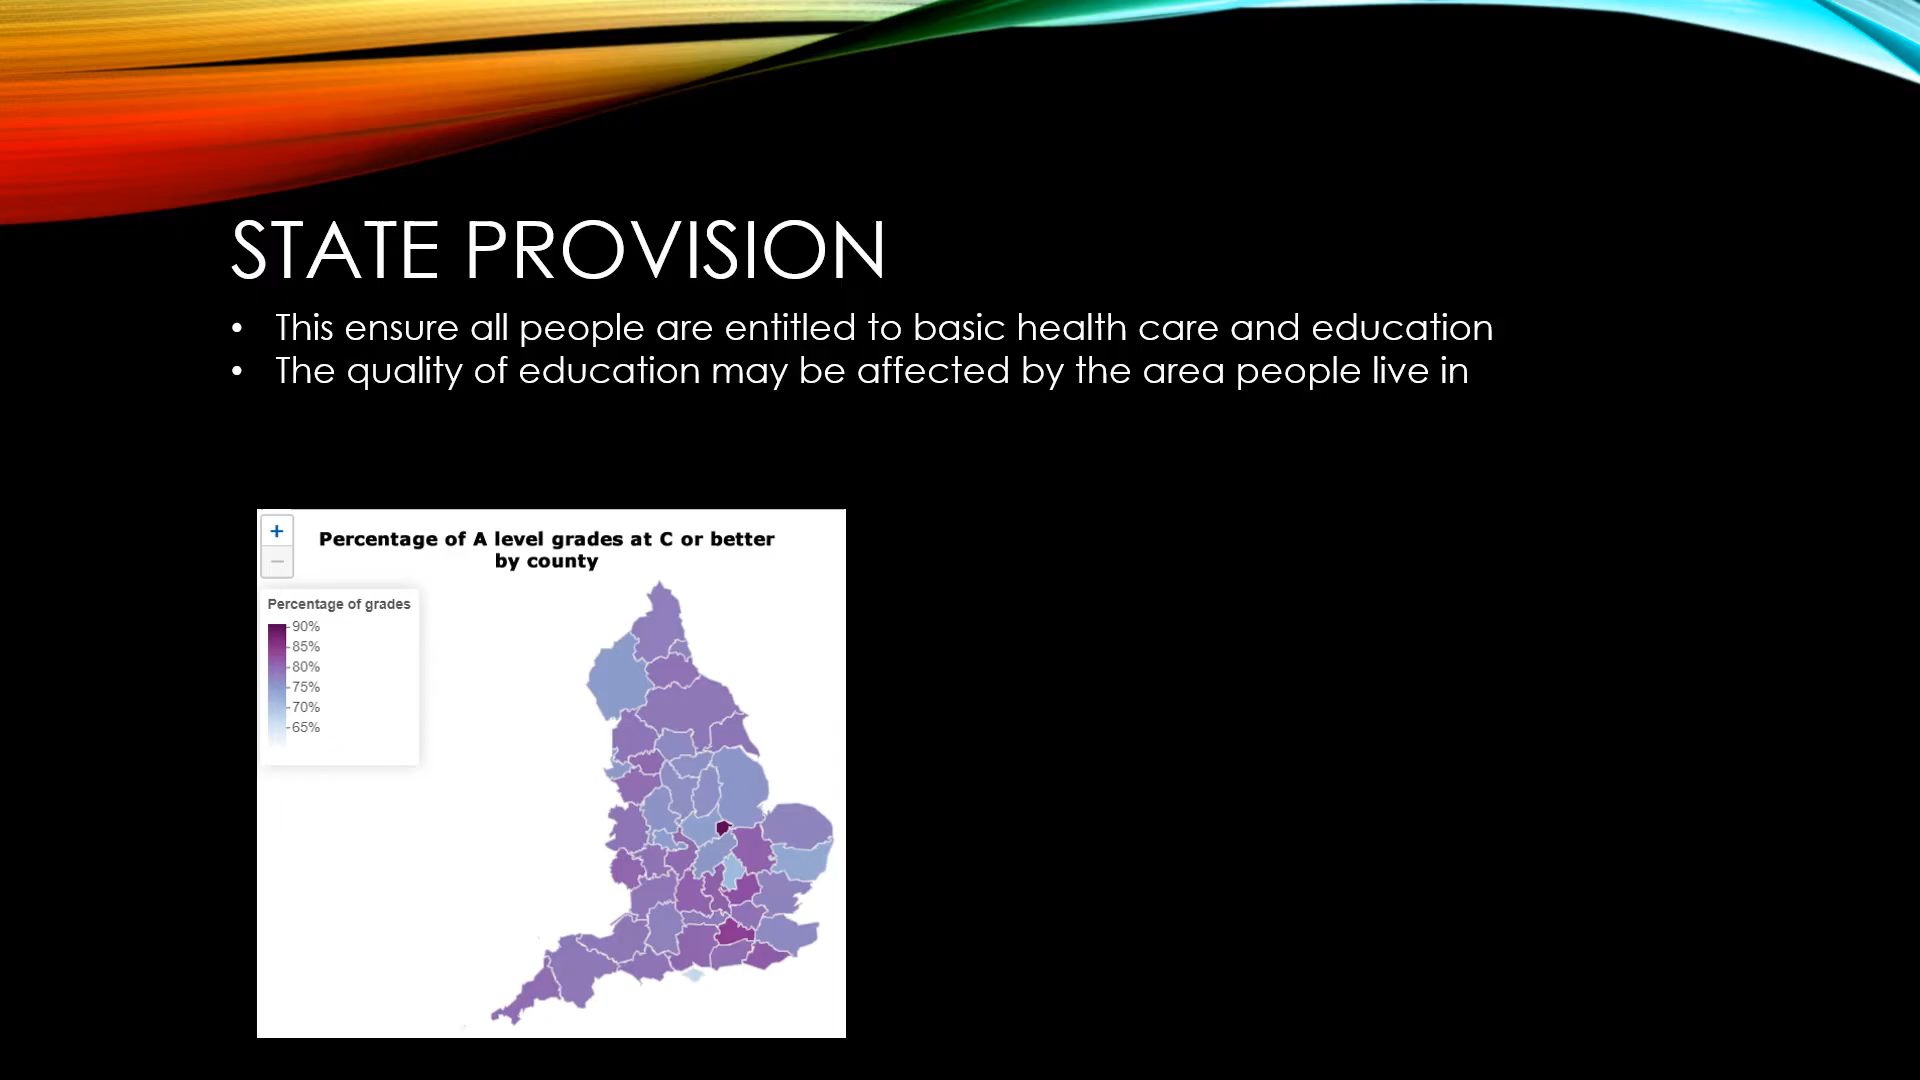 STATE PROVISION
• This ensure all people are entitled to basic health care and education
• The quality of education may be affected by the area people live in
+
Percentage of A level grades at C or better
by county
−
Percentage of grades
90%
85%
80%
75%
70%
65%